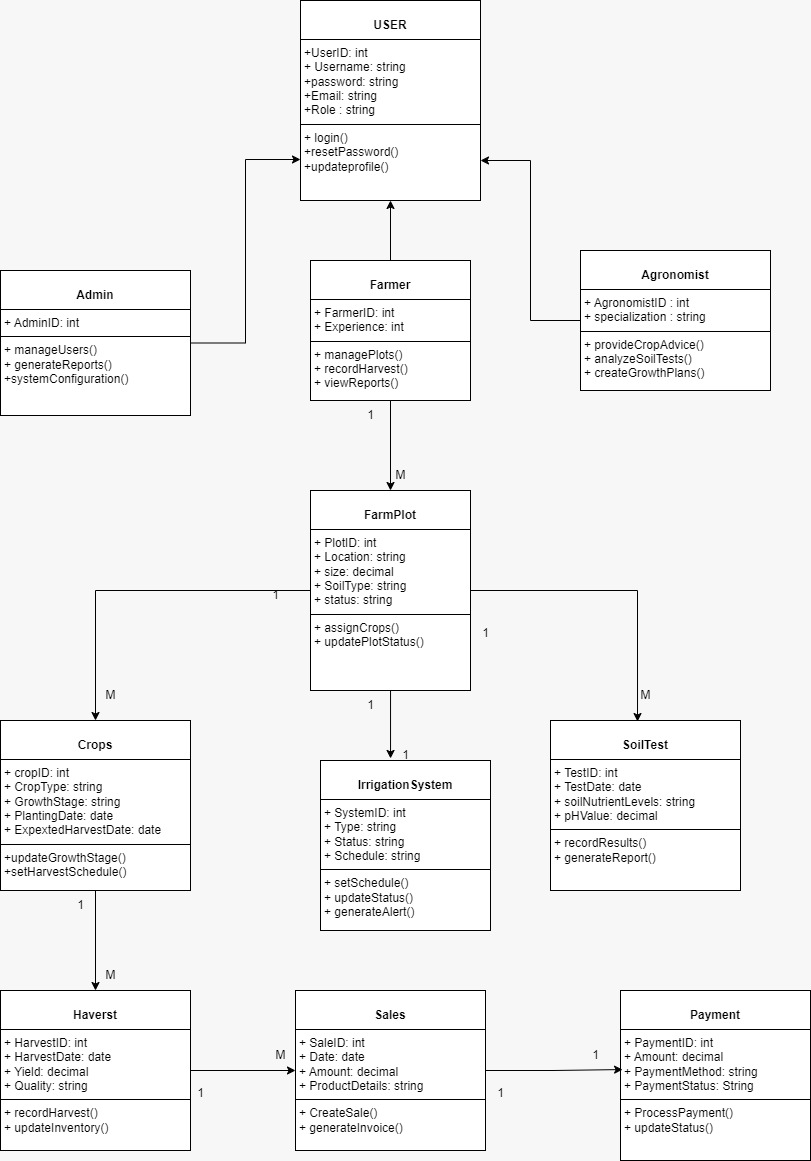 USER
+UserID: int
+ Username: string
+password: string
+Email: string
+Role : string
+ login()
+resetPassword()
+updateprofile()
Admin
+ AdminID: int
+ manageUsers()
+ generateReports()
+systemConfiguration()
Farmer
+ FarmerID: int
+ Experience: int
+ managePlots()
+ recordHarvest()
+ viewReports()
Agronomist
+ AgronomistID : int
+ specialization : string
+ provideCropAdvice()
+ analyzeSoilTests()
+ createGrowthPlans()
1
M
FarmPlot
+ PlotID: int
+ Location: string
+ size: decimal
+ SoilType: string
+ status: string
+ assignCrops()
+ updatePlotStatus()
1
1
1
M
1
M
Crops
+ cropID: int
+ CropType: string
+ GrowthStage: string
+ PlantingDate: date
+ ExpextedHarvestDate: date
+updateGrowthStage()
+setHarvestSchedule()
IrrigationSystem
+ SystemID: int
+ Type: string
+ Status: string
+ Schedule: string
+ setSchedule()
+ updateStatus()
+ generateAlert()
SoilTest
+ TestID: int
+ TestDate: date
+ soilNutrientLevels: string
+ pHValue: decimal
+ recordResults()
+ generateReport()
1
M
Haverst
+ HarvestID: int
+ HarvestDate: date
+ Yield: decimal
+ Quality: string
+ recordHarvest()
+ updateInventory()
M
1
Sales
+ SaleID: int
+ Date: date
+ Amount: decimal
+ ProductDetails: string
+ CreateSale()
+ generateInvoice()
1
1
Payment
+ PaymentID: int
+ Amount: decimal
+ PaymentMethod: string
+ PaymentStatus: String
+ ProcessPayment()
+ updateStatus()